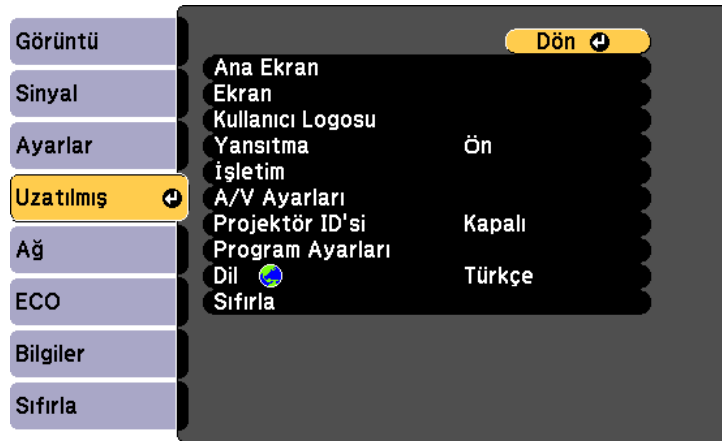 Görüntü
Sinyal
Ayarlar
Uzatılmış
Ağ
ECO
Bilgiler
Sıfırla
Dön
Ana Ekran
Ekran
Kullanıcı Logosu
Yansıtma Ön
İşletim
A/V Ayarları
Projektör ID'si Kapalı
Program Ayarları
Dil Türkçe
Sıfırla